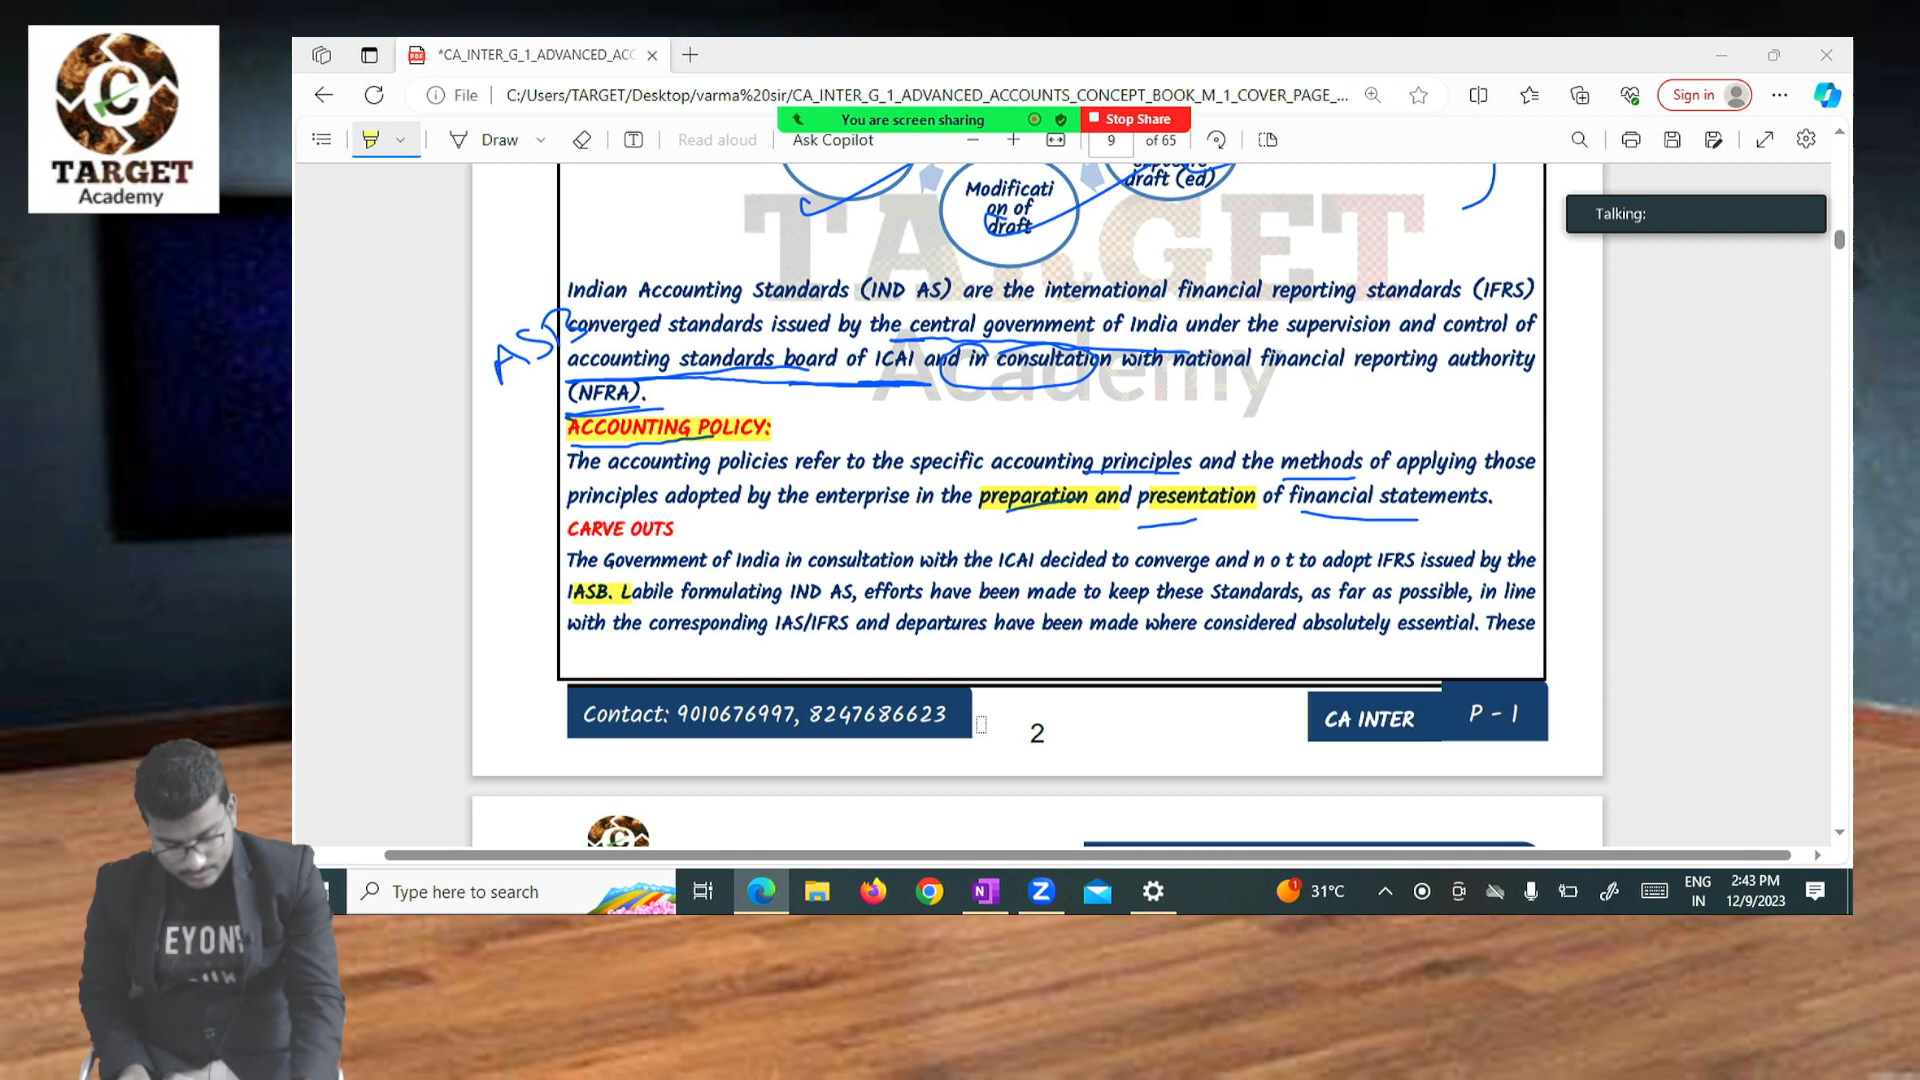 TARGET
Academy
*CA_INTER_G_1_ADVANCED_ACC
File
C:/Users/TARGET/Desktop/varma%20sir/CA_INTER_G_1_ADVANCED_ACCOUNTS_CONCEPT_BOOK_M_1_COVER_PAGE_...
Sign in
You are screen sharing
Stop Share
Draw
Read aloud
Ask Copilot
9
of 65
Talking:
draft (ed)
Modificati
on of
draft
TARGET
Academy
Indian Accounting Standards (IND AS) are the international financial reporting standards (IFRS)
converged standards issued by the central government of India under the supervision and control of
accounting standards board of ICAI and in consultation with national financial reporting authority
(NFRA).
ASB
ACCOUNTING POLICY:
The accounting policies refer to the specific accounting principles and the methods of applying those
principles adopted by the enterprise in the preparation and presentation of financial statements.
CARVE OUTS
The Government of India in consultation with the ICAI decided to converge and n o t to adopt IFRS issued by the
IASB. Labile formulating IND AS, efforts have been made to keep these Standards, as far as possible, in line
with the corresponding IAS/IFRS and departures have been made where considered absolutely essential. These
Contact: 9010676997, 8247686623
2
CA INTER
P - 1
EYON
Type here to search
31°C
ENG
IN
2:43 PM
12/9/2023